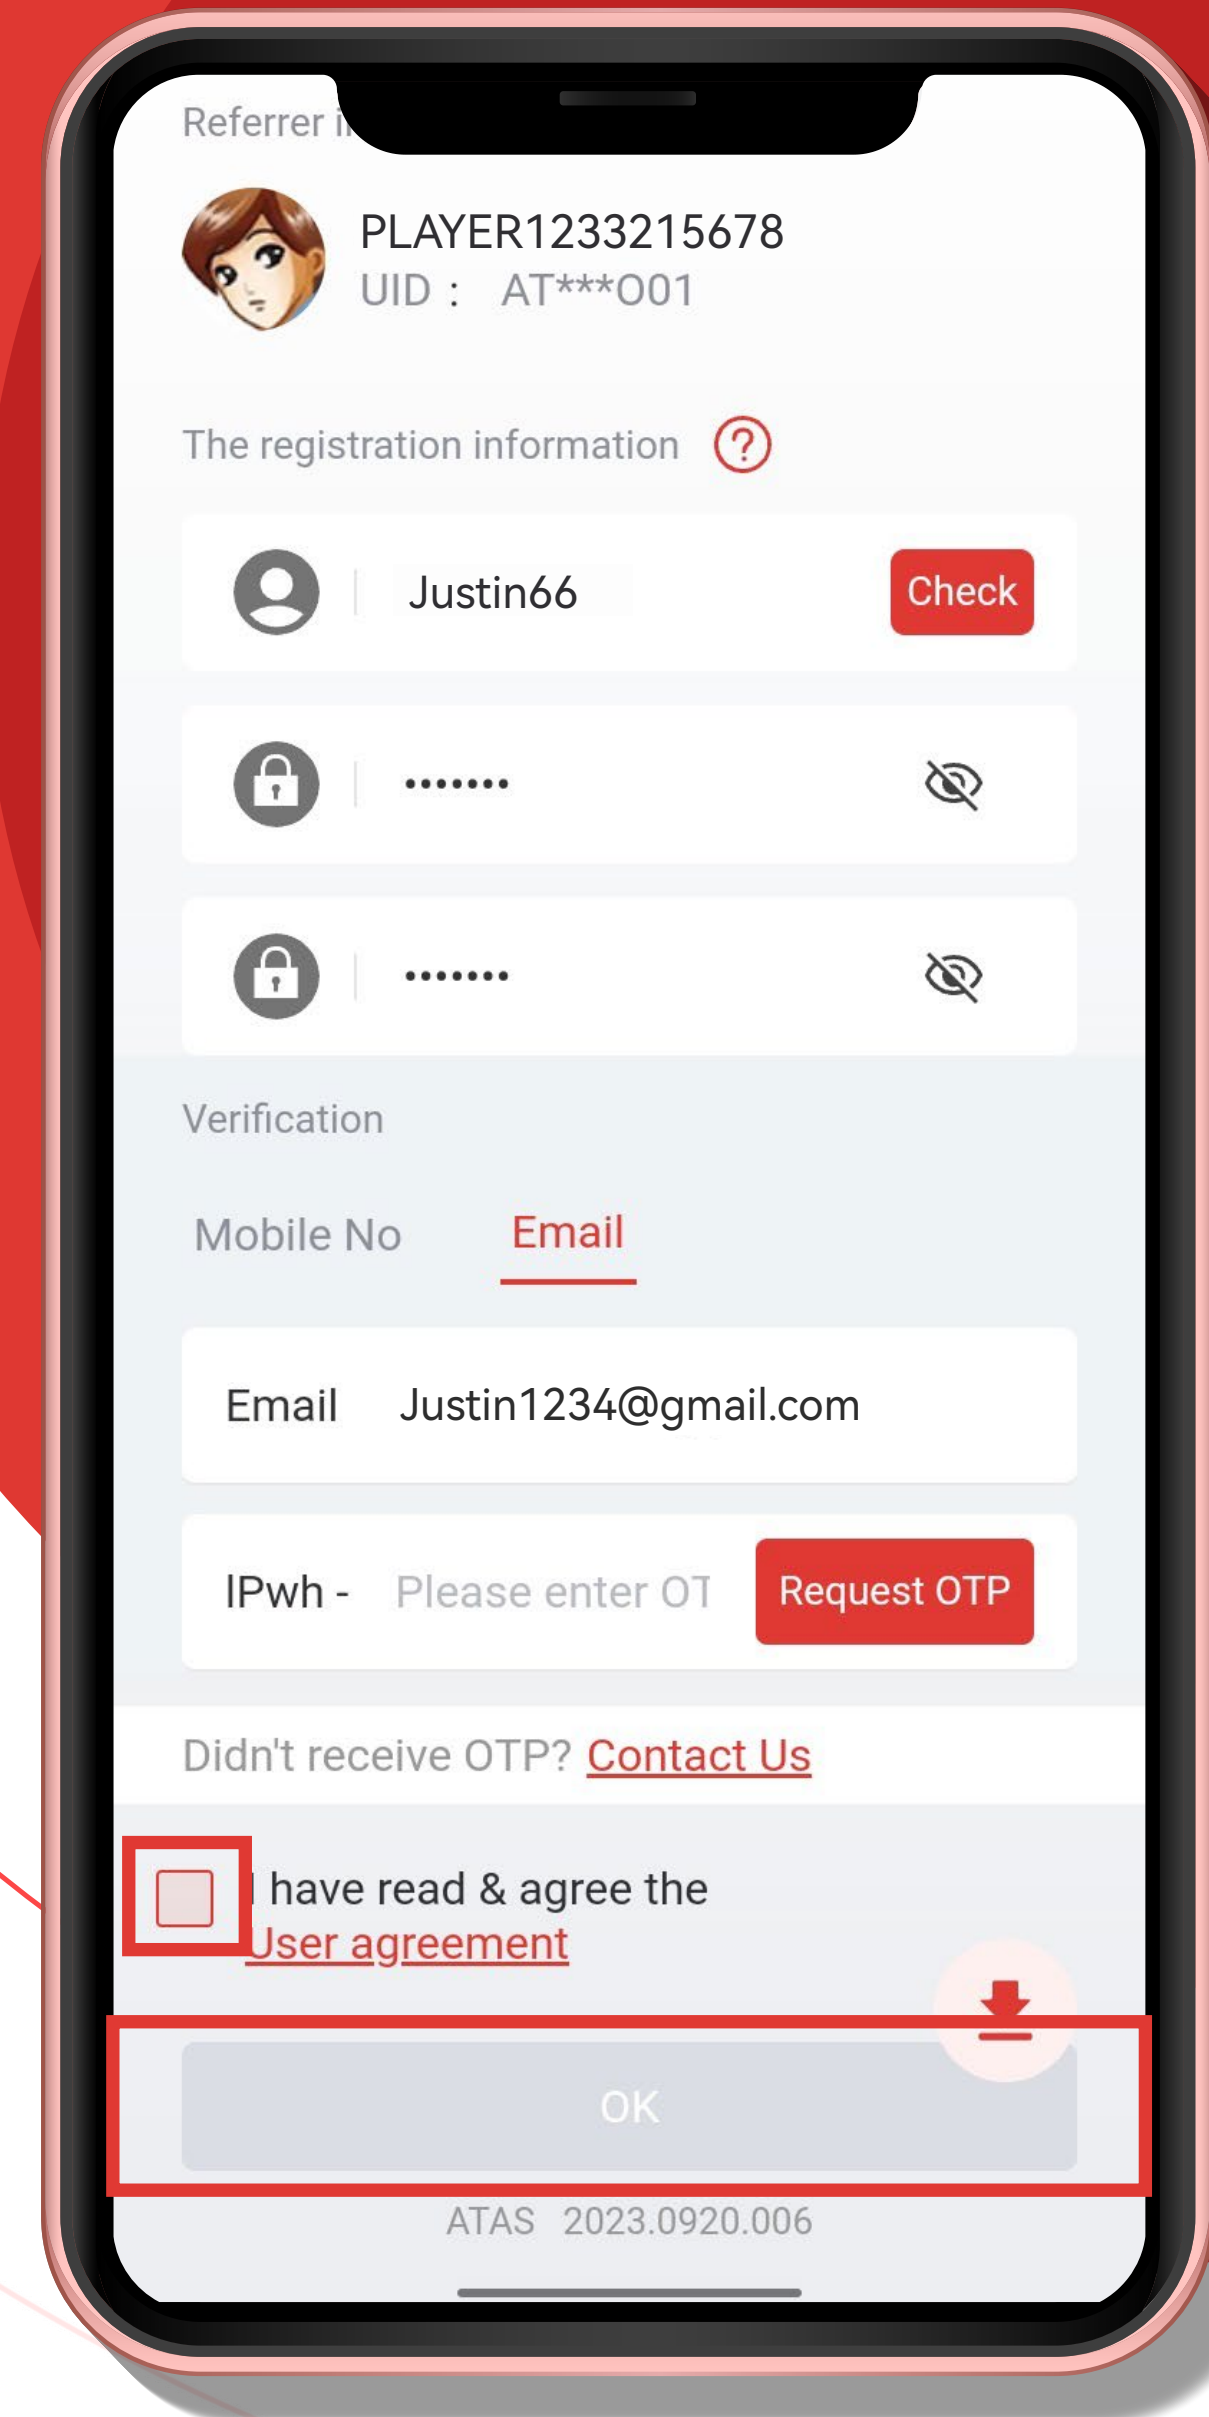 Referrer
PLAYER1233215678
UID : AT***O01
The registration information ?
Justin66 Check
•••••••
•••••••
Verification
Mobile No Email
Email Justin1234@gmail.com
lPwh - Please enter OT Request OTP
Didn't receive OTP? Contact Us
I have read & agree the
User agreement
OK
ATAS 2023.0920.006